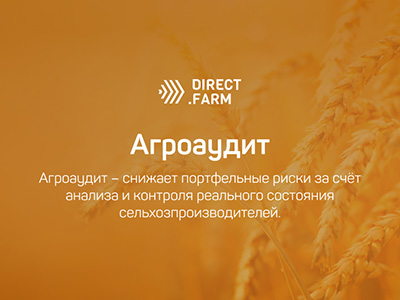 DIRECT
.FARM
Агроаудит
Агроаудит – снижает портфельные риски за счёт
анализа и контроля реального состояния
сельхозпроизводителей.